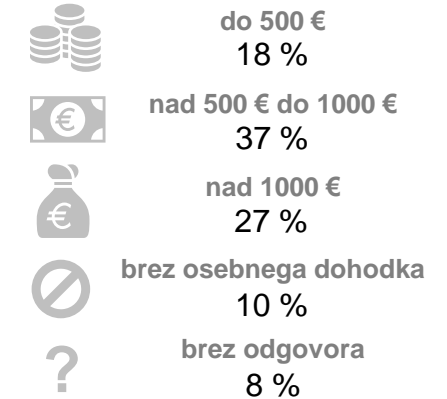 do 500 €
18 %
nad 500 € do 1000 €
37 %
nad 1000 €
27 %
brez osebnega dohodka
10 %
brez odgovora
8 %